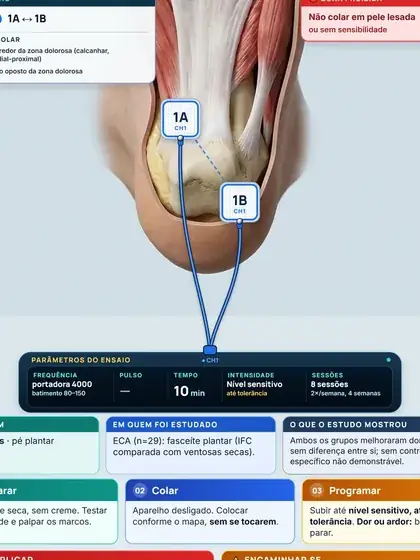 1A ↔ 1B
OLAR
redor da zona dolorosa (calcanhar,
dial-proximal)
o oposto da zona dolorosa
Não colar em pele lesada
ou sem sensibilidade
1A
CH1
1B
CH1
CH1
PARÂMETROS DO ENSAIO
FREQUÊNCIA
portadora 4000
batimento 80–150
PULSO
—
TEMPO
10 min
INTENSIDADE
Nível sensitivo
até tolerância
SESSÕES
8 sessões
2×/semana, 4 semanas
M
s · pé plantar
EM QUEM FOI ESTUDADO
ECA (n=29): fasceíte plantar (IFC
comparada com ventosas secas).
O QUE O ESTUDO MOSTROU
Ambos os grupos melhoraram do
sem diferença entre si; sem contr
específico não demonstrável.
arar
e seca, sem creme. Testar
de e palpar os marcos.
02 Colar
Aparelho desligado. Colocar
conforme o mapa, sem se tocarem.
03 Programar
Subir até nível sensitivo, af
tolerância. Dor ou ardor: b
parar.